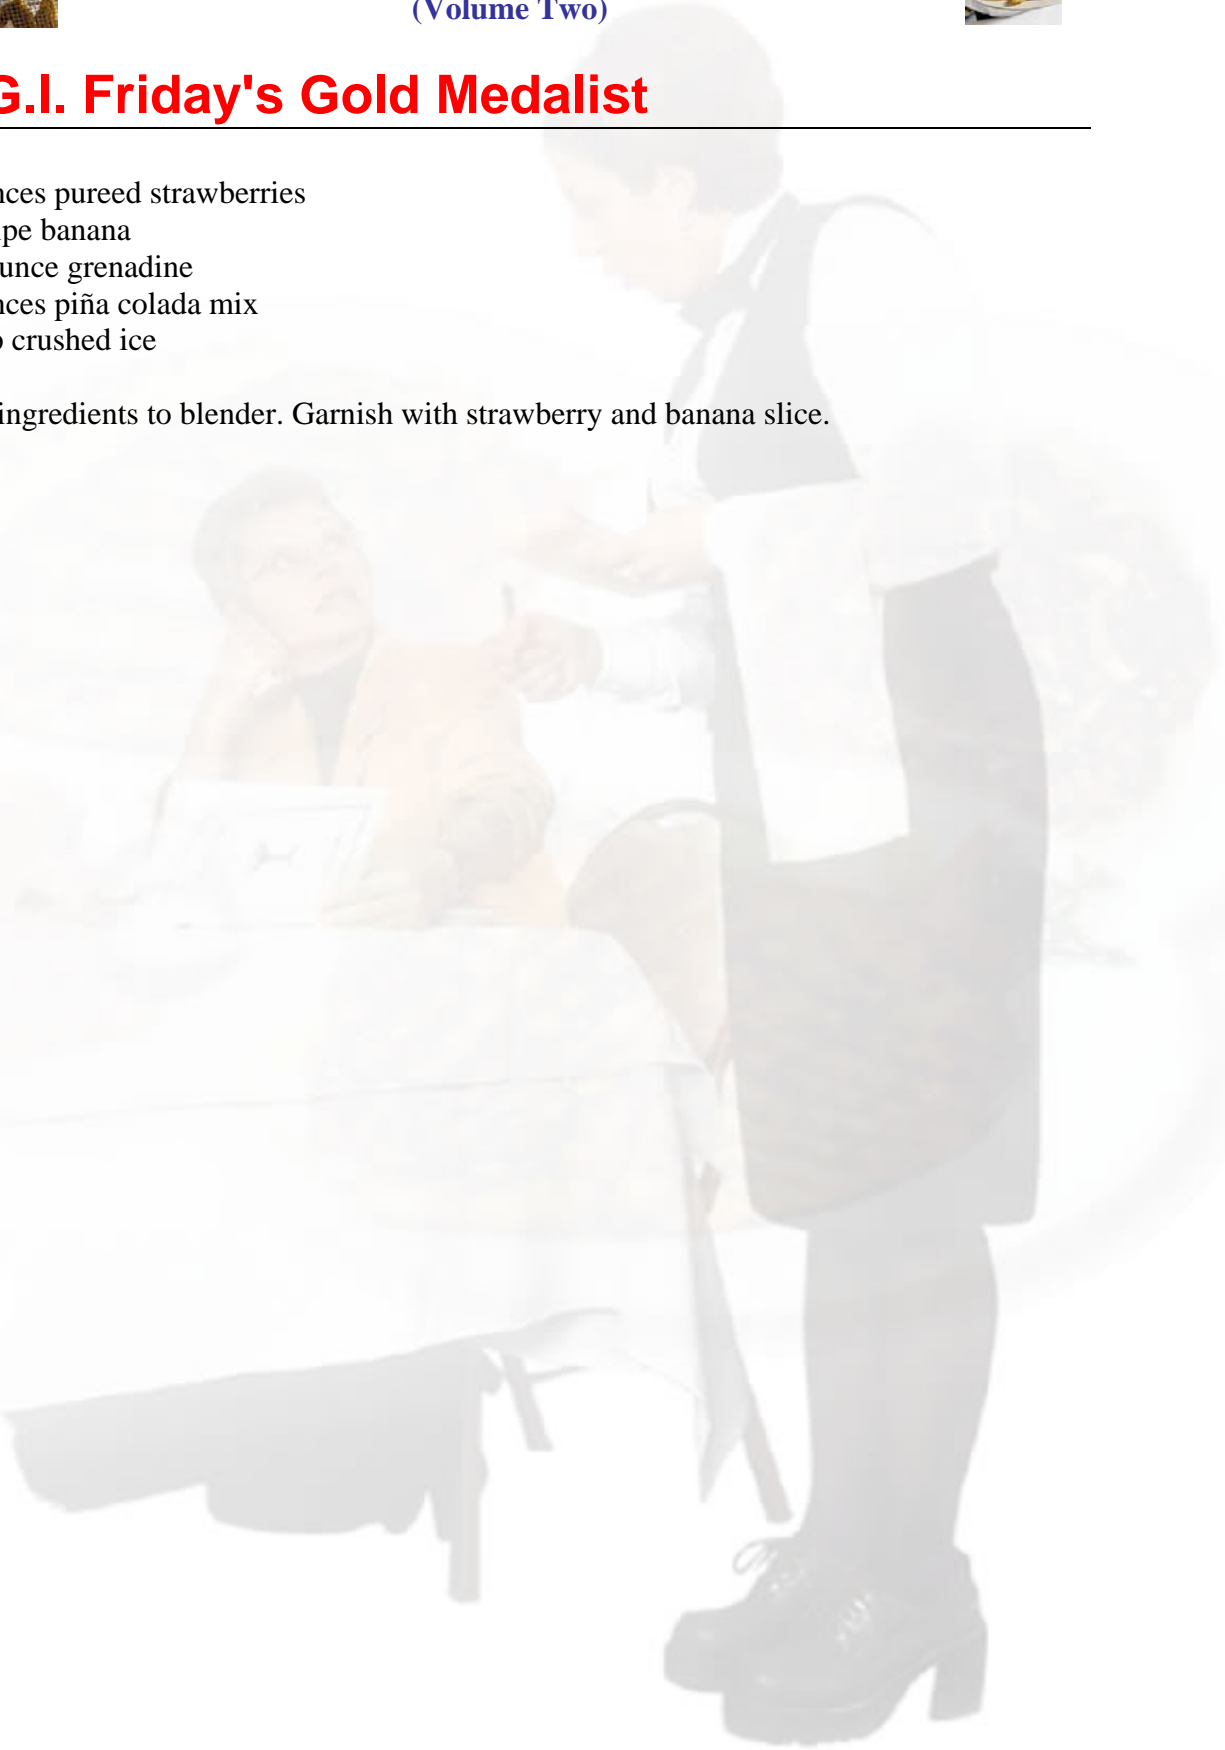 (Volume Two)
G.I. Friday's Gold Medalist
nces pureed strawberries
pe banana
unce grenadine
nces piña colada mix
crushed ice
ingredients to blender. Garnish with strawberry and banana slice.